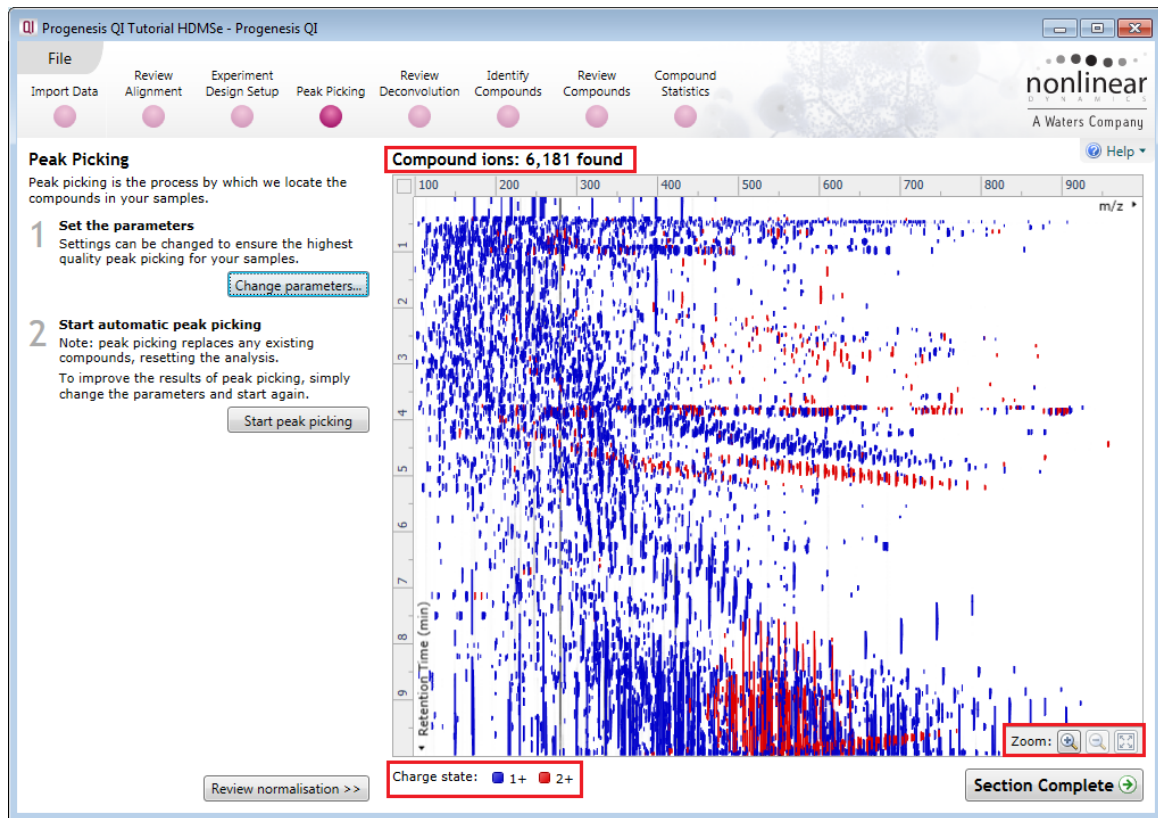 Progenesis QI Tutorial HDMSe - Progenesis QI
File
Import Data
Review Alignment
Experiment Design Setup
Peak Picking
Review Deconvolution
Identify Compounds
Review Compounds
Compound Statistics
nonlinear
DYNAMICS
A Waters Company
Help
Peak Picking
Peak picking is the process by which we locate the
compounds in your samples.
1 Set the parameters
Settings can be changed to ensure the highest
quality peak picking for your samples.
Change parameters...
2 Start automatic peak picking
Note: peak picking replaces any existing
compounds, resetting the analysis.
To improve the results of peak picking, simply
change the parameters and start again.
Start peak picking
Review normalisation >>
Compound ions: 6,181 found
100 200 300 400 500 600 700 800 900
m/z
1
2
3
4
5
6
7
8
9
Retention Time (min)
Zoom:
Charge state: 1+ 2+
Section Complete